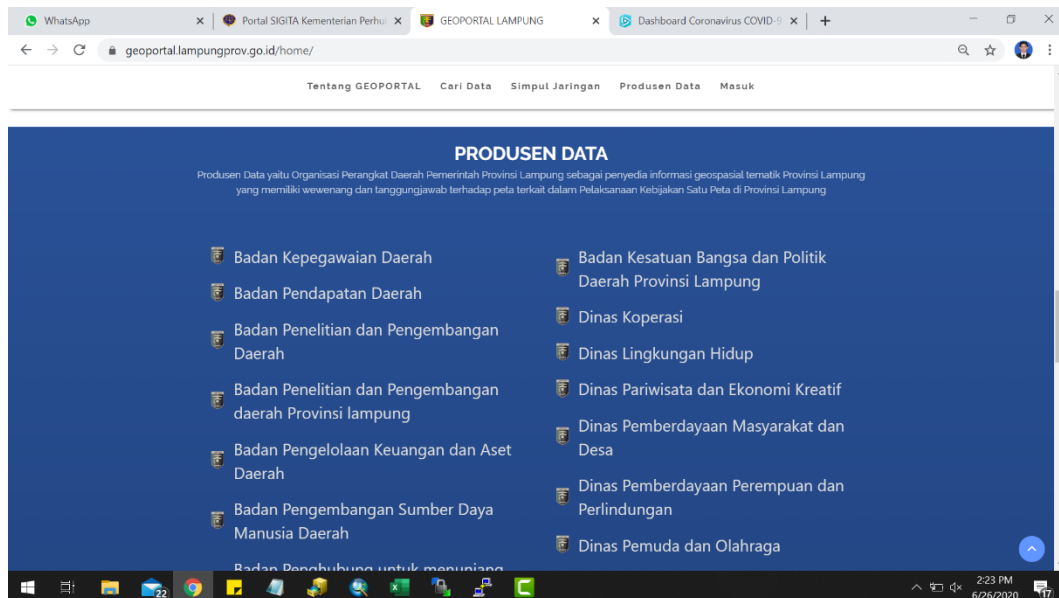 WhatsApp
Portal SIGITA Kementerian Perhu
GEOPORTAL LAMPUNG
Dashboard Coronavirus COVID-
geoportal.lampungprov.go.id/home/
Tentang GEOPORTAL Cari Data Simpul Jaringan Produsen Data Masuk
PRODUSEN DATA
Produsen Data yaitu Organisasi Perangkat Daerah Pemerintah Provinsi Lampung sebagai penyedia informasi geospasial tematik Provinsi Lampung
yang memiliki wewenang dan tanggungjawab terhadap peta terkait dalam Pelaksanaan Kebijakan Satu Peta di Provinsi Lampung
Badan Kepegawaian Daerah
Badan Pendapatan Daerah
Badan Penelitian dan Pengembangan
Daerah
Badan Penelitian dan Pengembangan
daerah Provinsi lampung
Badan Pengelolaan Keuangan dan Aset
Daerah
Badan Pengembangan Sumber Daya
Manusia Daerah
Badan Penghubung untuk menunjang
Badan Kesatuan Bangsa dan Politik
Daerah Provinsi Lampung
Dinas Koperasi
Dinas Lingkungan Hidup
Dinas Pariwisata dan Ekonomi Kreatif
Dinas Pemberdayaan Masyarakat dan
Desa
Dinas Pemberdayaan Perempuan dan
Perlindungan
Dinas Pemuda dan Olahraga
22
2:23 PM
6/26/2020
17